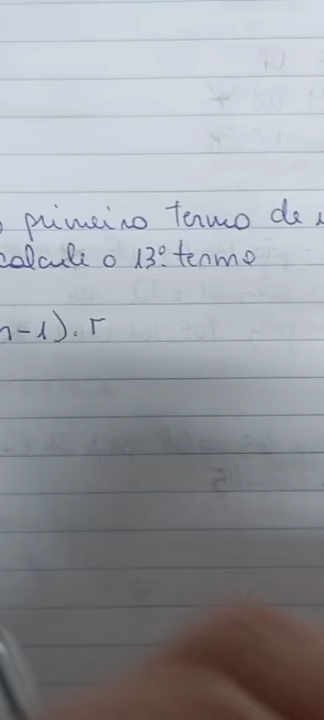 primeiro termo de
calcule o 13º termo
n-1). r